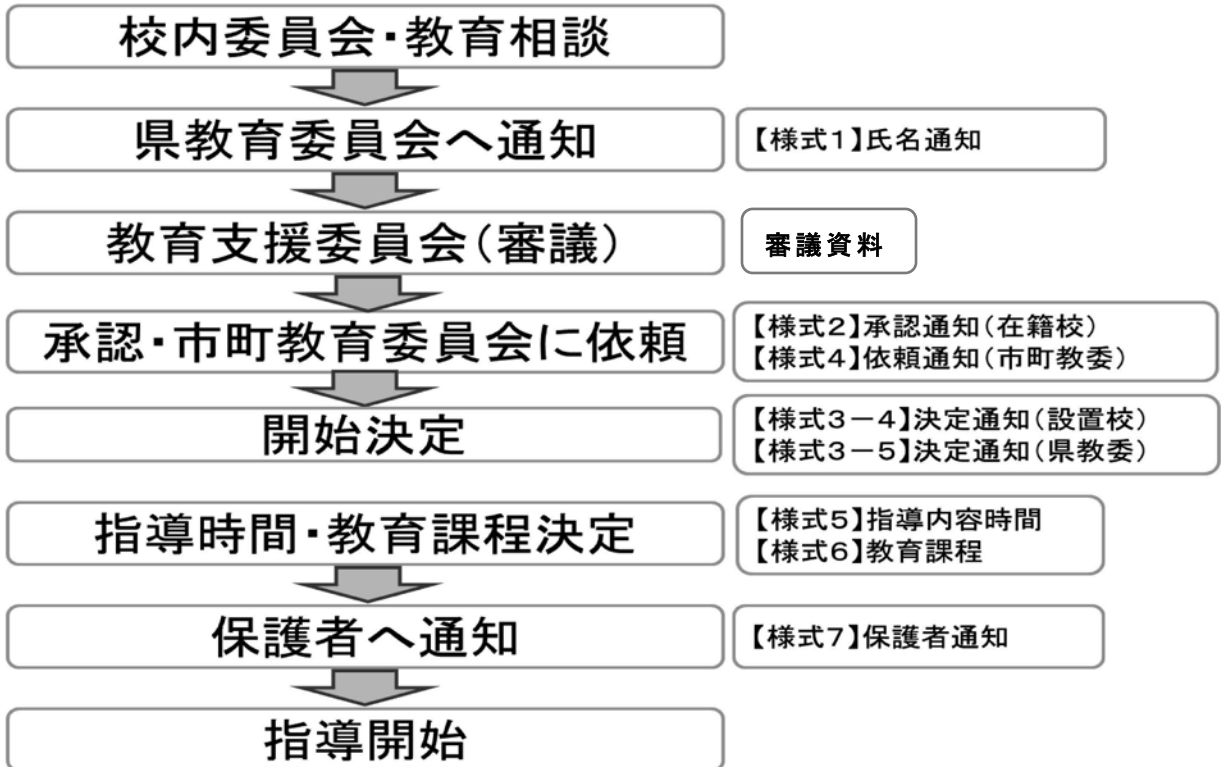 校内委員会・教育相談
県教育委員会へ通知
【様式1】氏名通知
教育支援委員会(審議)
審議資料
承認・市町教育委員会に依頼
【様式2】承認通知(在籍校)
【様式4】依頼通知(市町教委)
開始決定
【様式3-4】決定通知(設置校)
【様式3-5】決定通知(県教委)
指導時間・教育課程決定
【様式5】指導内容時間
【様式6】教育課程
保護者へ通知
【様式7】保護者通知
指導開始